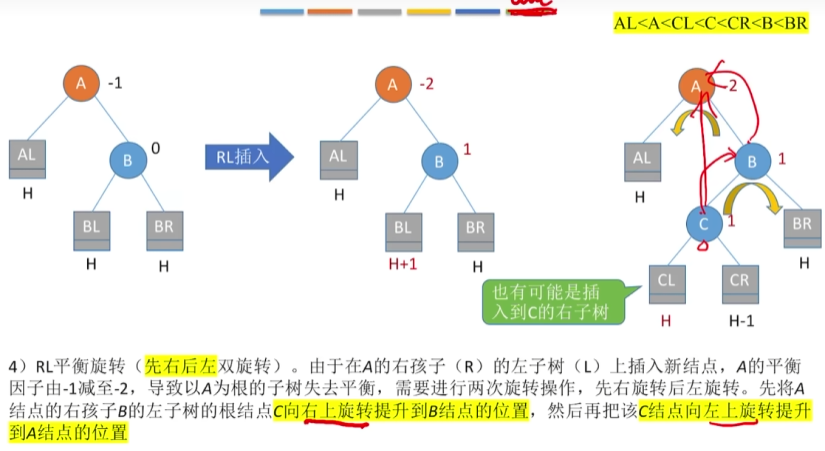 AL<A<CL<C<CR<B<BR
A -1
AL
B 0
H
BL
BR
H
H
RL插入
A -2
AL
B 1
H
BL
BR
H+1
H
A -2
AL
B 1
H
C 1
BR
H
CL
CR
H
H-1
也有可能是插
入到C的右子树
4）RL平衡旋转（先右后左双旋转）。由于在A的右孩子（R）的左子树（L）上插入新结点，A的平衡
因子由-1减至-2，导致以A为根的子树失去平衡，需要进行两次旋转操作，先右旋转后左旋转。先将A
结点的右孩子B的左子树的根结点C向右上旋转提升到B结点的位置，然后再把该C结点向左上旋转提升
到A结点的位置